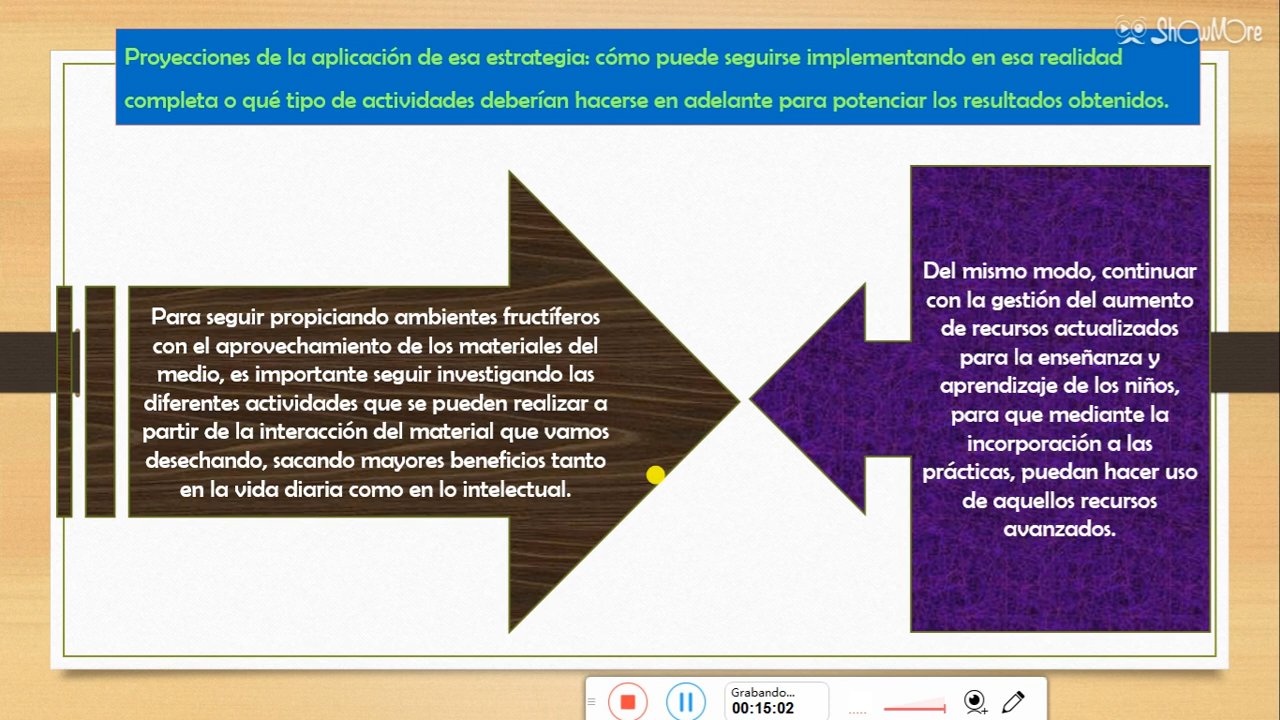 ShowMore
Proyecciones de la aplicación de esa estrategia: cómo puede seguirse implementando en esa realidad
completa o qué tipo de actividades deberían hacerse en adelante para potenciar los resultados obtenidos.
Para seguir propiciando ambientes fructíferos
con el aprovechamiento de los materiales del
medio, es importante seguir investigando las
diferentes actividades que se pueden realizar a
partir de la interacción del material que vamos
desechando, sacando mayores beneficios tanto
en la vida diaria como en lo intelectual.
Del mismo modo, continuar
con la gestión del aumento
de recursos actualizados
para la enseñanza y
aprendizaje de los niños,
para que mediante la
incorporación a las
prácticas, puedan hacer uso
de aquellos recursos
avanzados.
Grabando...
00:15:02